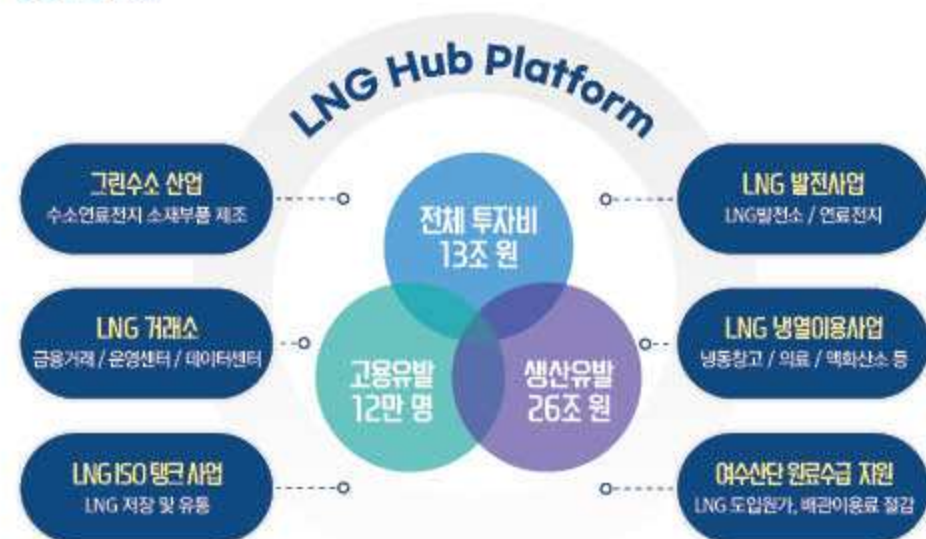 LNG Hub Platform
그린수소 산업
수소연료전지 소재부품 제조
LNG 거래소
금융거래 / 운영센터 / 데이터센터
LNG ISO 탱크 사업
LNG 저장 및 유통
전체 투자비
13조 원
고용유발
12만 명
생산유발
26조 원
LNG 발전사업
LNG발전소 / 연료전지
LNG 냉열이용사업
냉동창고 / 의료 / 액화산소 등
여수산단 원료수급 지원
LNG 도입원가, 배관이용료 절감